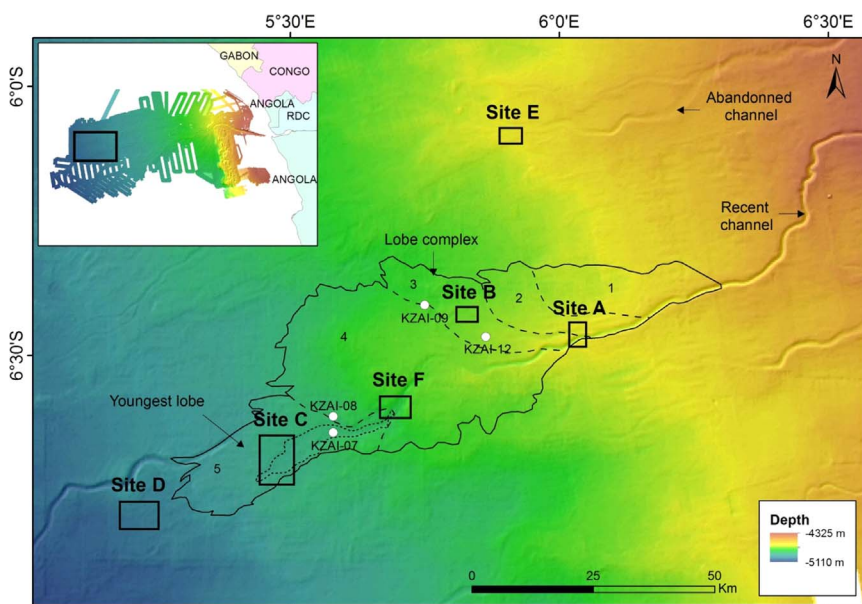 5°30'E
6°0'E
6°30'E
6°0'S
6°30'S
GABON
CONGO
ANGOLA
RDC
ANGOLA
N
Site E
Abandonned
channel
Recent
channel
Lobe complex
1
2
3
Site B
Site A
KZAI-09
4
KZAI-12
Site F
Youngest lobe
KZAI-08
Site C
KZAI-07
5
Site D
Depth
-4325 m
-5110 m
0
25
50
Km